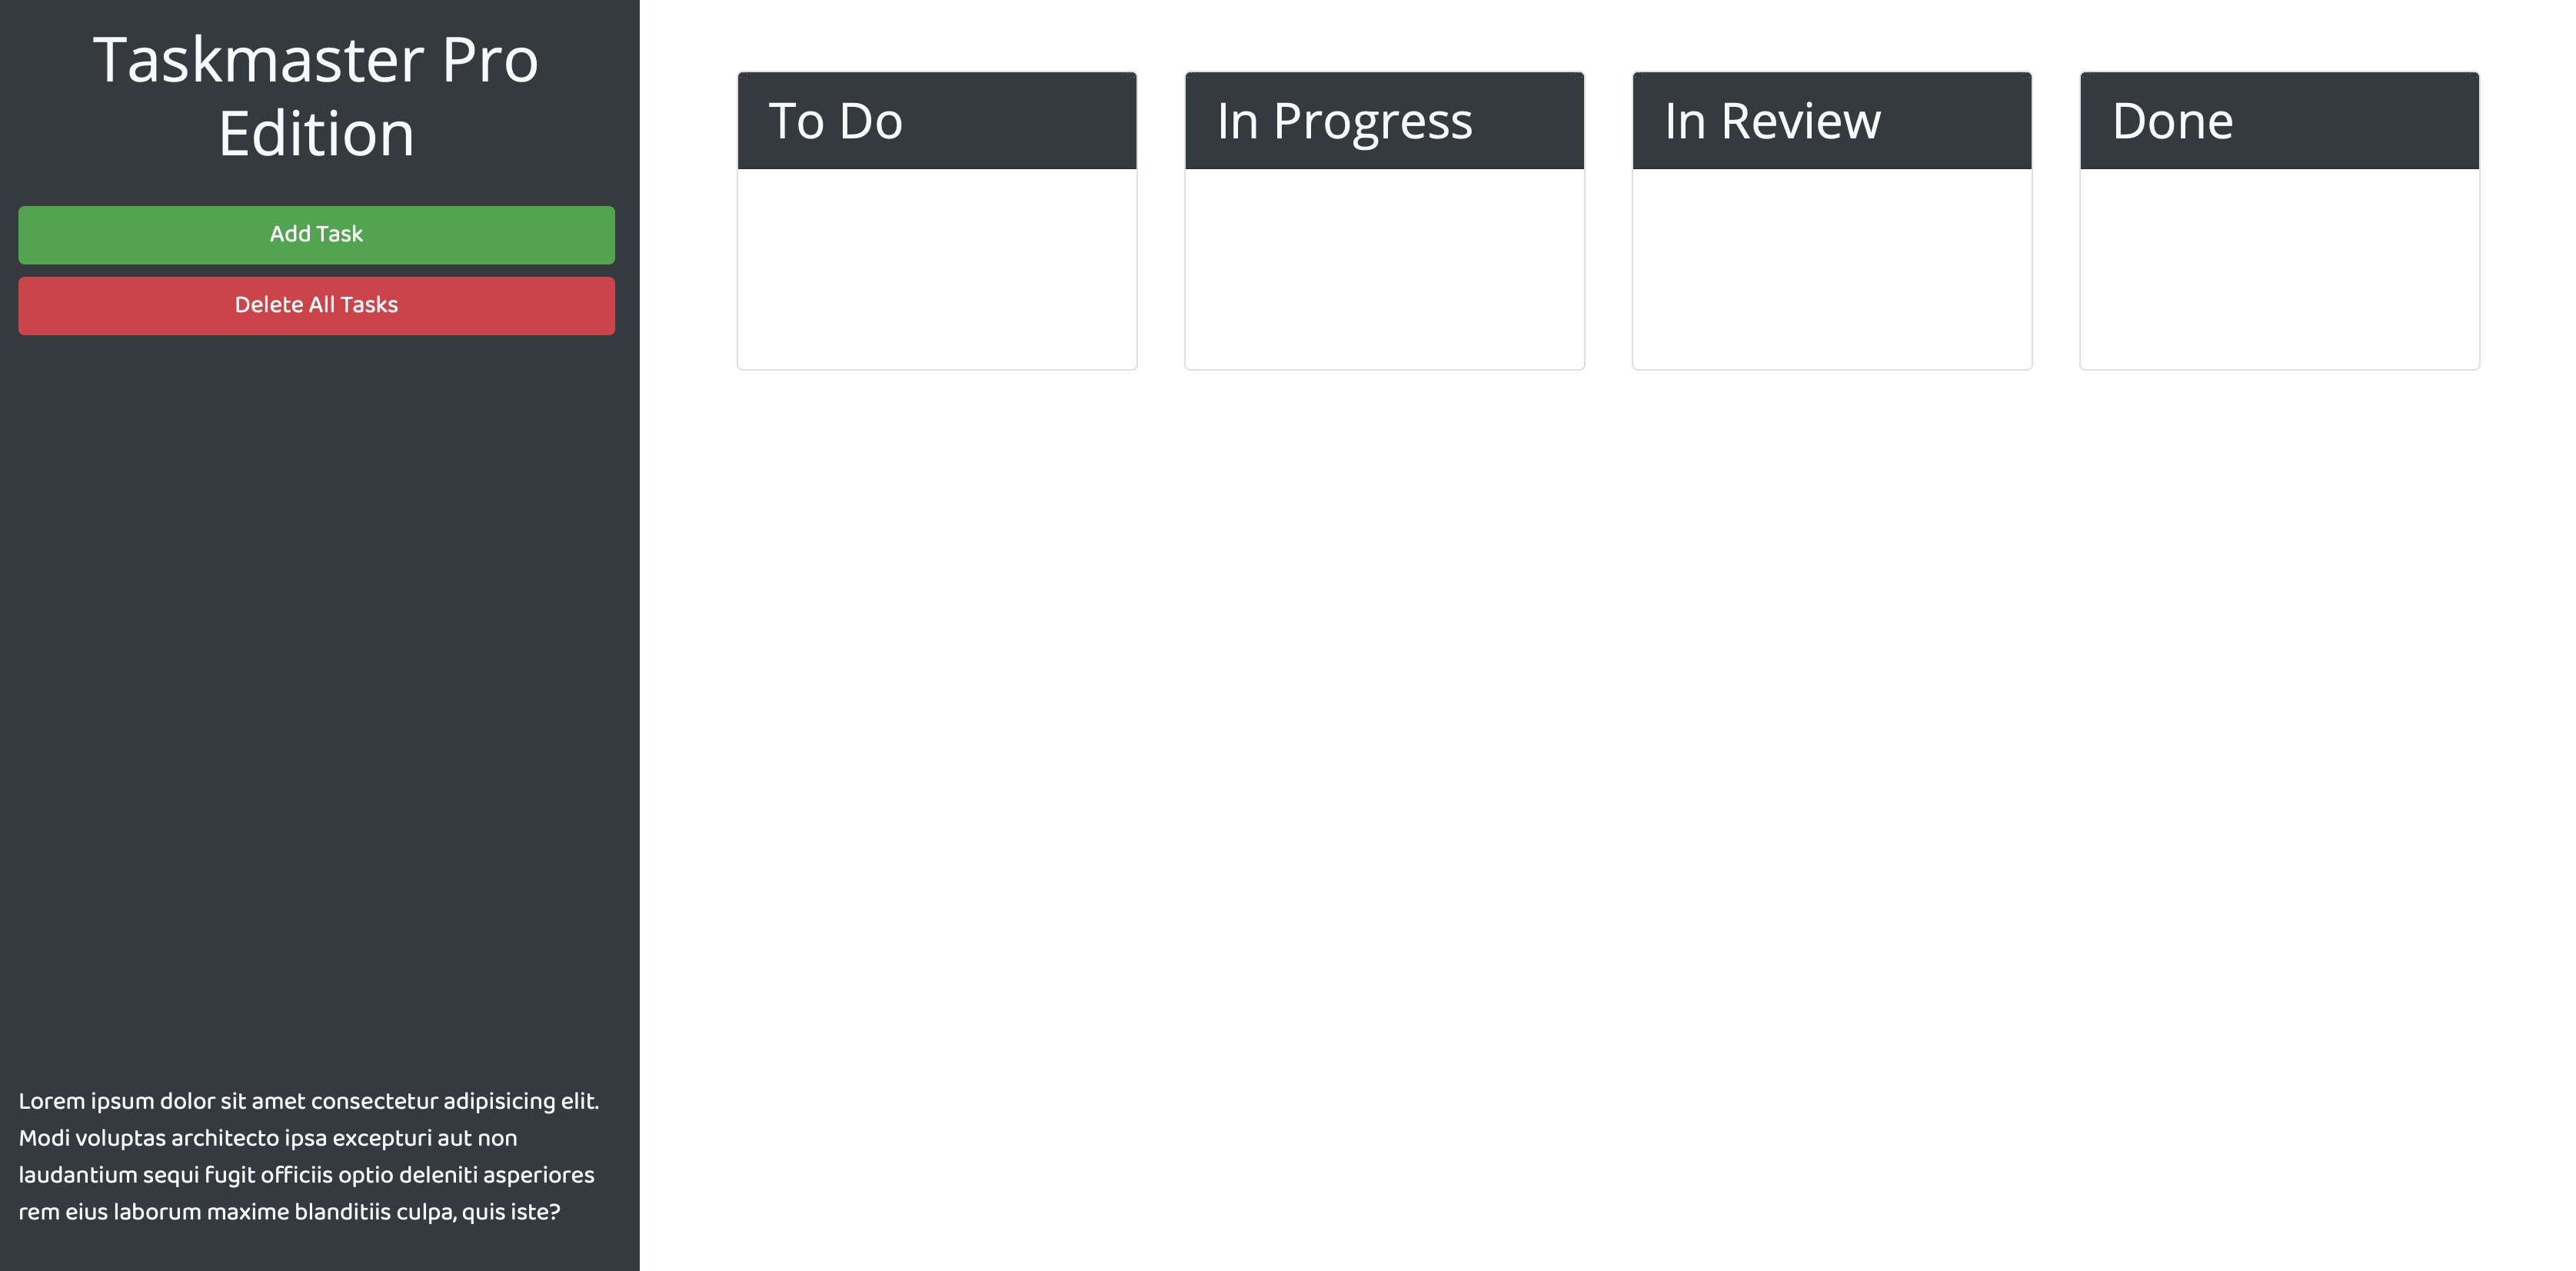 Taskmaster Pro
Edition
Add Task
Delete All Tasks
Lorem ipsum dolor sit amet consectetur adipisicing elit.
Modi voluptas architecto ipsa excepturi aut non
laudantium sequi fugit officiis optio deleniti asperiores
rem eius laborum maxime blanditiis culpa, quis iste?
To Do
In Progress
In Review
Done